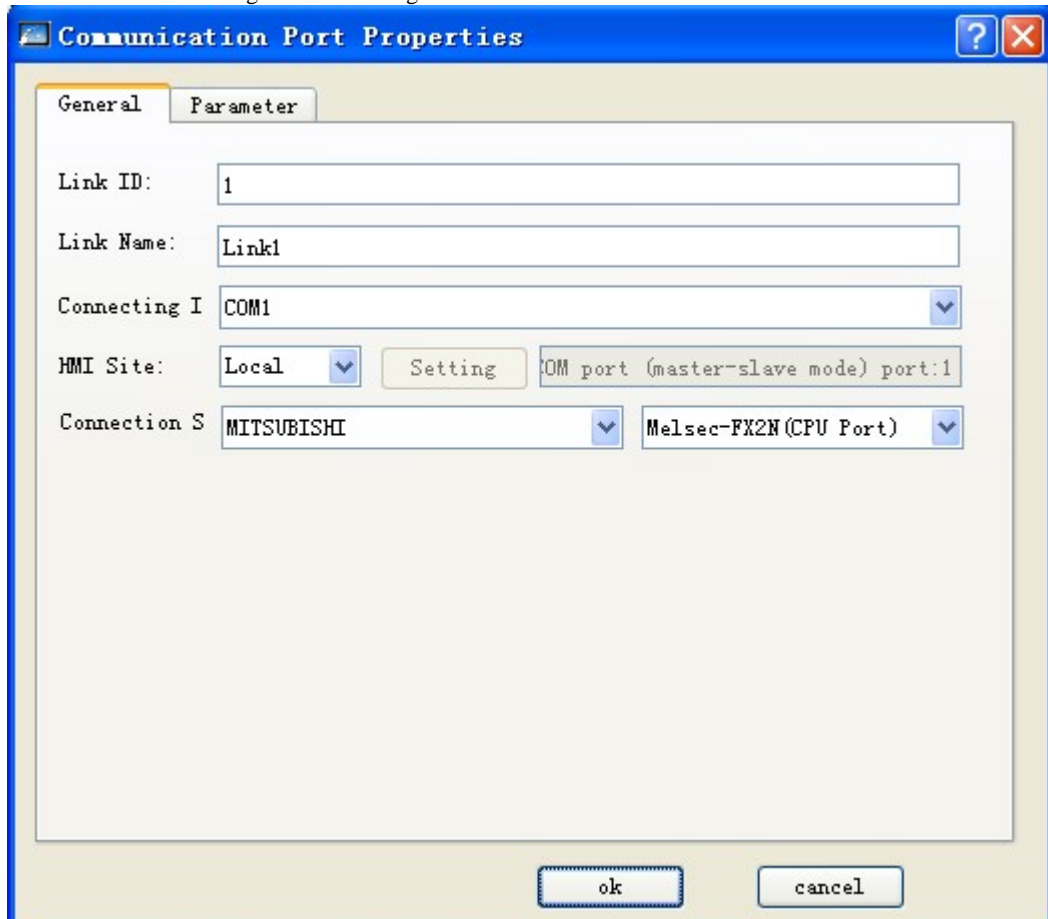 Communication Port Properties
General Parameter
Link ID: 1
Link Name: Link1
Connecting I COM1
HMI Site: Local Setting OM port (master-slave mode) port:1
Connection S MITSUBISHI Melsec-FX2N(CPU Port)
ok cancel